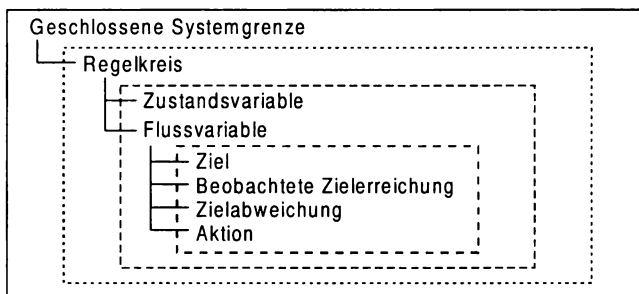 Geschlossene Systemgrenze
Regelkreis
Zustandsvariable
Flussvariable
Ziel
Beobachtete Zielerreichung
Zielabweichung
Aktion